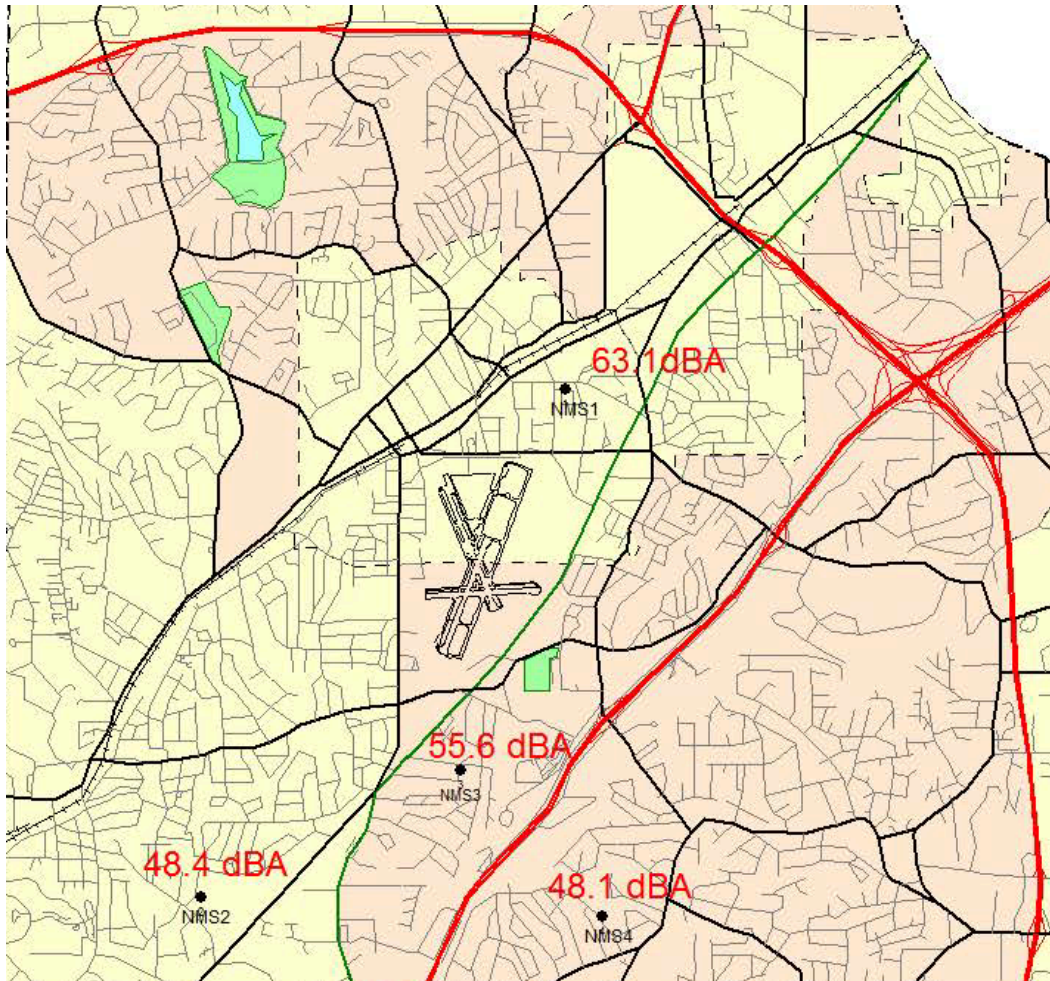 63.1dBA
NMS1
55.6 dBA
NMS3
48.4 dBA
NMS2
48.1 dBA
NMS4